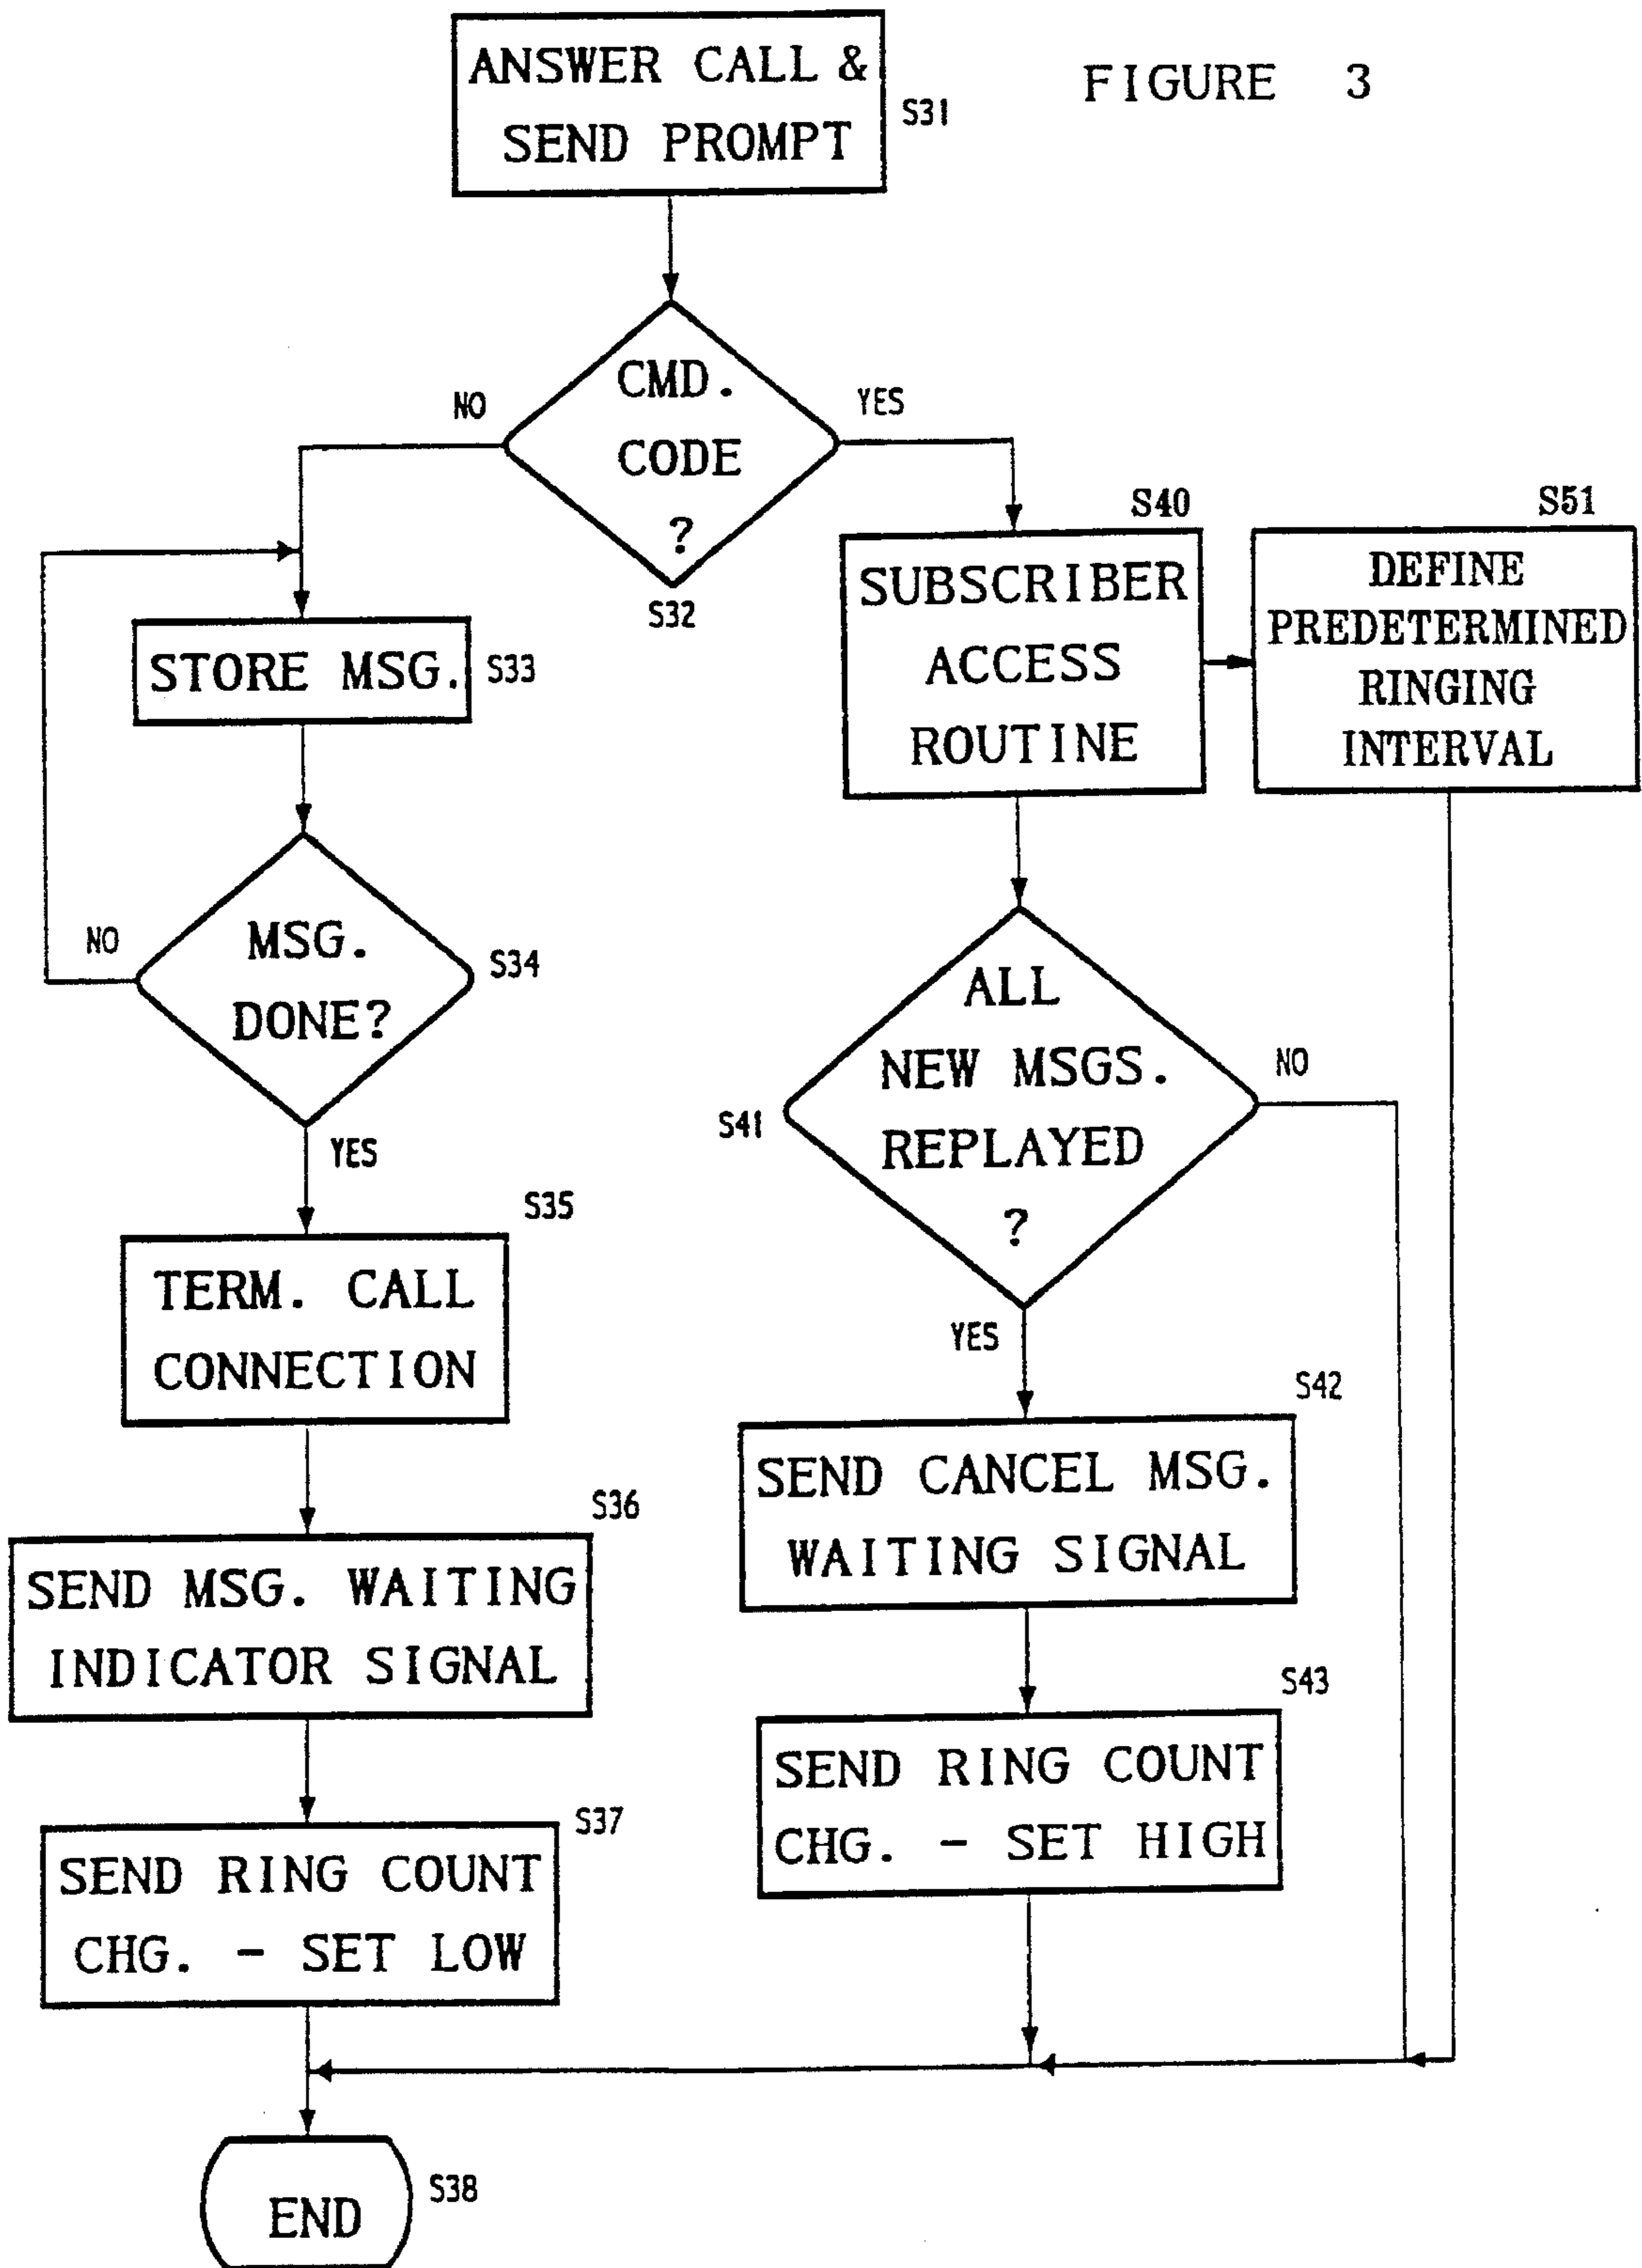 FIGURE 3
ANSWER CALL &
SEND PROMPT
S31
CMD.
CODE
?
S32
NO
YES
STORE MSG.
S33
MSG.
DONE?
S34
NO
YES
S35
TERM. CALL
CONNECTION
S36
SEND MSG. WAITING
INDICATOR SIGNAL
S37
SEND RING COUNT
CHG. - SET LOW
S40
SUBSCRIBER
ACCESS
ROUTINE
S51
DEFINE
PREDETERMINED
RINGING
INTERVAL
ALL
NEW MSGS.
REPLAYED
?
S41
NO
YES
S42
SEND CANCEL MSG.
WAITING SIGNAL
S43
SEND RING COUNT
CHG. - SET HIGH
END
S38